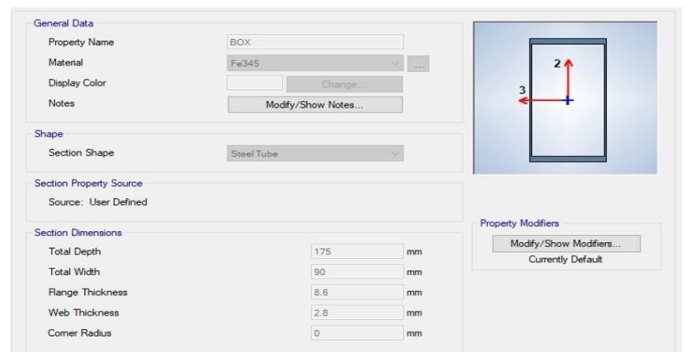 General Data
Property Name BOX
Material Fe345 ...
Display Color Change...
Notes Modify/Show Notes...
2
3
Shape
Section Shape Steel Tube
Section Property Source
Source: User Defined
Section Dimensions
Total Depth 175 mm
Total Width 90 mm
Flange Thickness 8.6 mm
Web Thickness 2.8 mm
Corner Radius 0 mm
Property Modifiers
Modify/Show Modifiers...
Currently Default